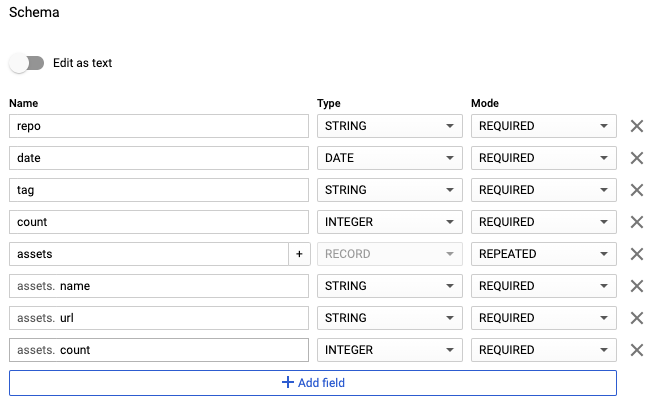 Schema
Edit as text
Name Type Mode
repo STRING REQUIRED
date DATE REQUIRED
tag STRING REQUIRED
count INTEGER REQUIRED
assets + RECORD REPEATED
assets. name STRING REQUIRED
assets. url STRING REQUIRED
assets. count INTEGER REQUIRED
+ Add field